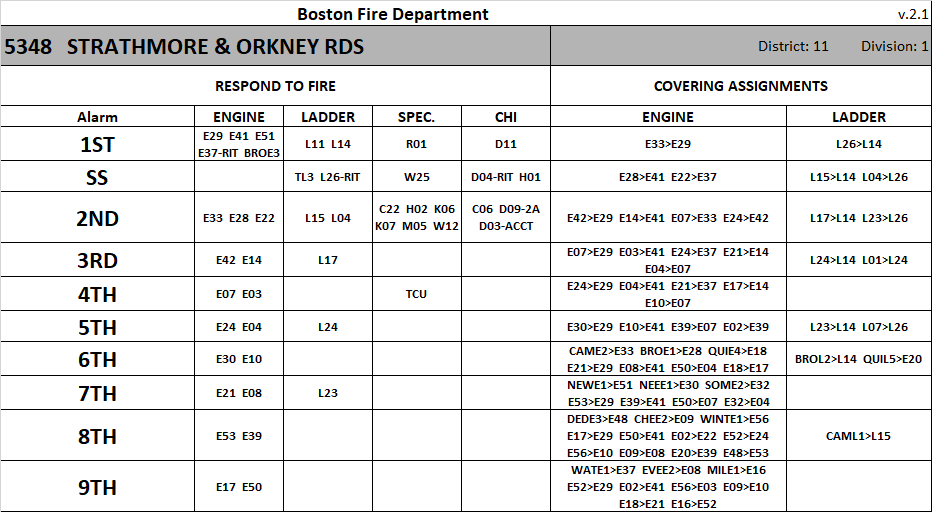 Boston Fire Department v.2.1
5348 STRATHMORE & ORKNEY RDS District: 11 Division: 1
RESPOND TO FIRE COVERING ASSIGNMENTS
Alarm ENGINE LADDER SPEC. CHI ENGINE LADDER
1ST E29 E41 E51 E37-RIT BROE3 L11 L14 R01 D11 E33>E29 L26>L14
SS TL3 L26-RIT W25 D04-RIT H01 E28>E41 E22>E37 L15>L14 L04>L26
2ND E33 E28 E22 L15 L04 C22 H02 K06 K07 M05 W12 C06 D09-2A D03-ACCT E42>E29 E14>E41 E07>E33 E24>E42 L17>L14 L23>L26
3RD E42 E14 L17 E07>E29 E03>E41 E24>E37 E21>E14 E04>E07 L24>L14 L01>L24
4TH E07 E03 TCU E24>E29 E04>E41 E21>E37 E17>E14 E10>E07
5TH E24 E04 L24 E30>E29 E10>E41 E39>E07 E02>E39 L23>L14 L07>L26
6TH E30 E10 CAME2>E33 BROE1>E28 QUIE4>E18 E21>E29 E08>E41 E50>E04 E18>E17 BROL2>L14 QUIL5>E20
7TH E21 E08 L23 NEWE1>E51 NEEE1>E30 SOME2>E32 E53>E29 E39>E41 E50>E07 E32>E04
8TH E53 E39 DEDE3>E48 CHEE2>E09 WINTE1>E56 E17>E29 E50>E41 E02>E22 E52>E24 E56>E10 E09>E08 E20>E39 E48>E53 CAML1>L15
9TH E17 E50 WATE1>E37 EVEE2>E08 MILE1>E16 E52>E29 E02>E41 E56>E03 E09>E10 E18>E21 E16>E52